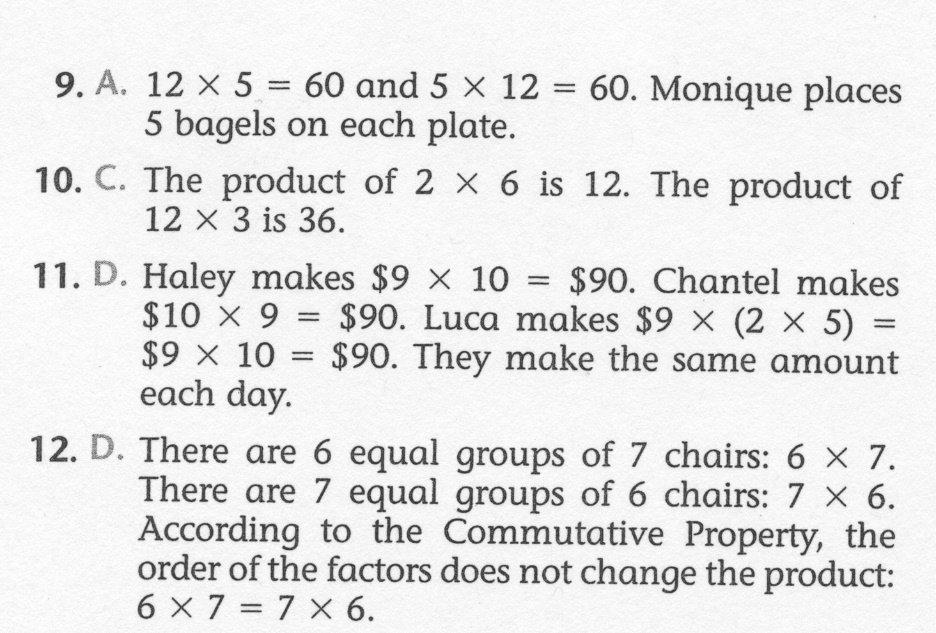 9. A. 12 × 5 = 60 and 5 × 12 = 60. Monique places
5 bagels on each plate.
10. C. The product of 2 × 6 is 12. The product of
12 × 3 is 36.
11. D. Haley makes $9 × 10 = $90. Chantel makes
$10 × 9 = $90. Luca makes $9 × (2 × 5) =
$9 × 10 = $90. They make the same amount
each day.
12. D. There are 6 equal groups of 7 chairs: 6 × 7.
There are 7 equal groups of 6 chairs: 7 × 6.
According to the Commutative Property, the
order of the factors does not change the product:
6 × 7 = 7 × 6.